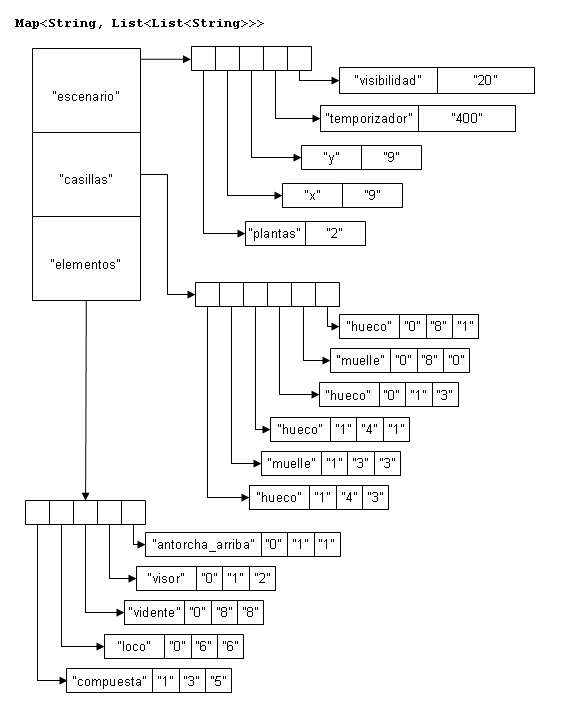 Map<String, List<List<String>>>
"escenario"
"visibilidad" "20"
"temporizador" "400"
"y" "9"
"casillas"
"x" "9"
"plantas" "2"
"elementos"
"hueco" "0" "8" "1"
"muelle" "0" "8" "0"
"hueco" "0" "1" "3"
"hueco" "1" "4" "1"
"muelle" "1" "3" "3"
"hueco" "1" "4" "3"
"antorcha_arriba" "0" "1" "1"
"visor" "0" "1" "2"
"vidente" "0" "8" "8"
"loco" "0" "6" "6"
"compuesta" "1" "3" "5"